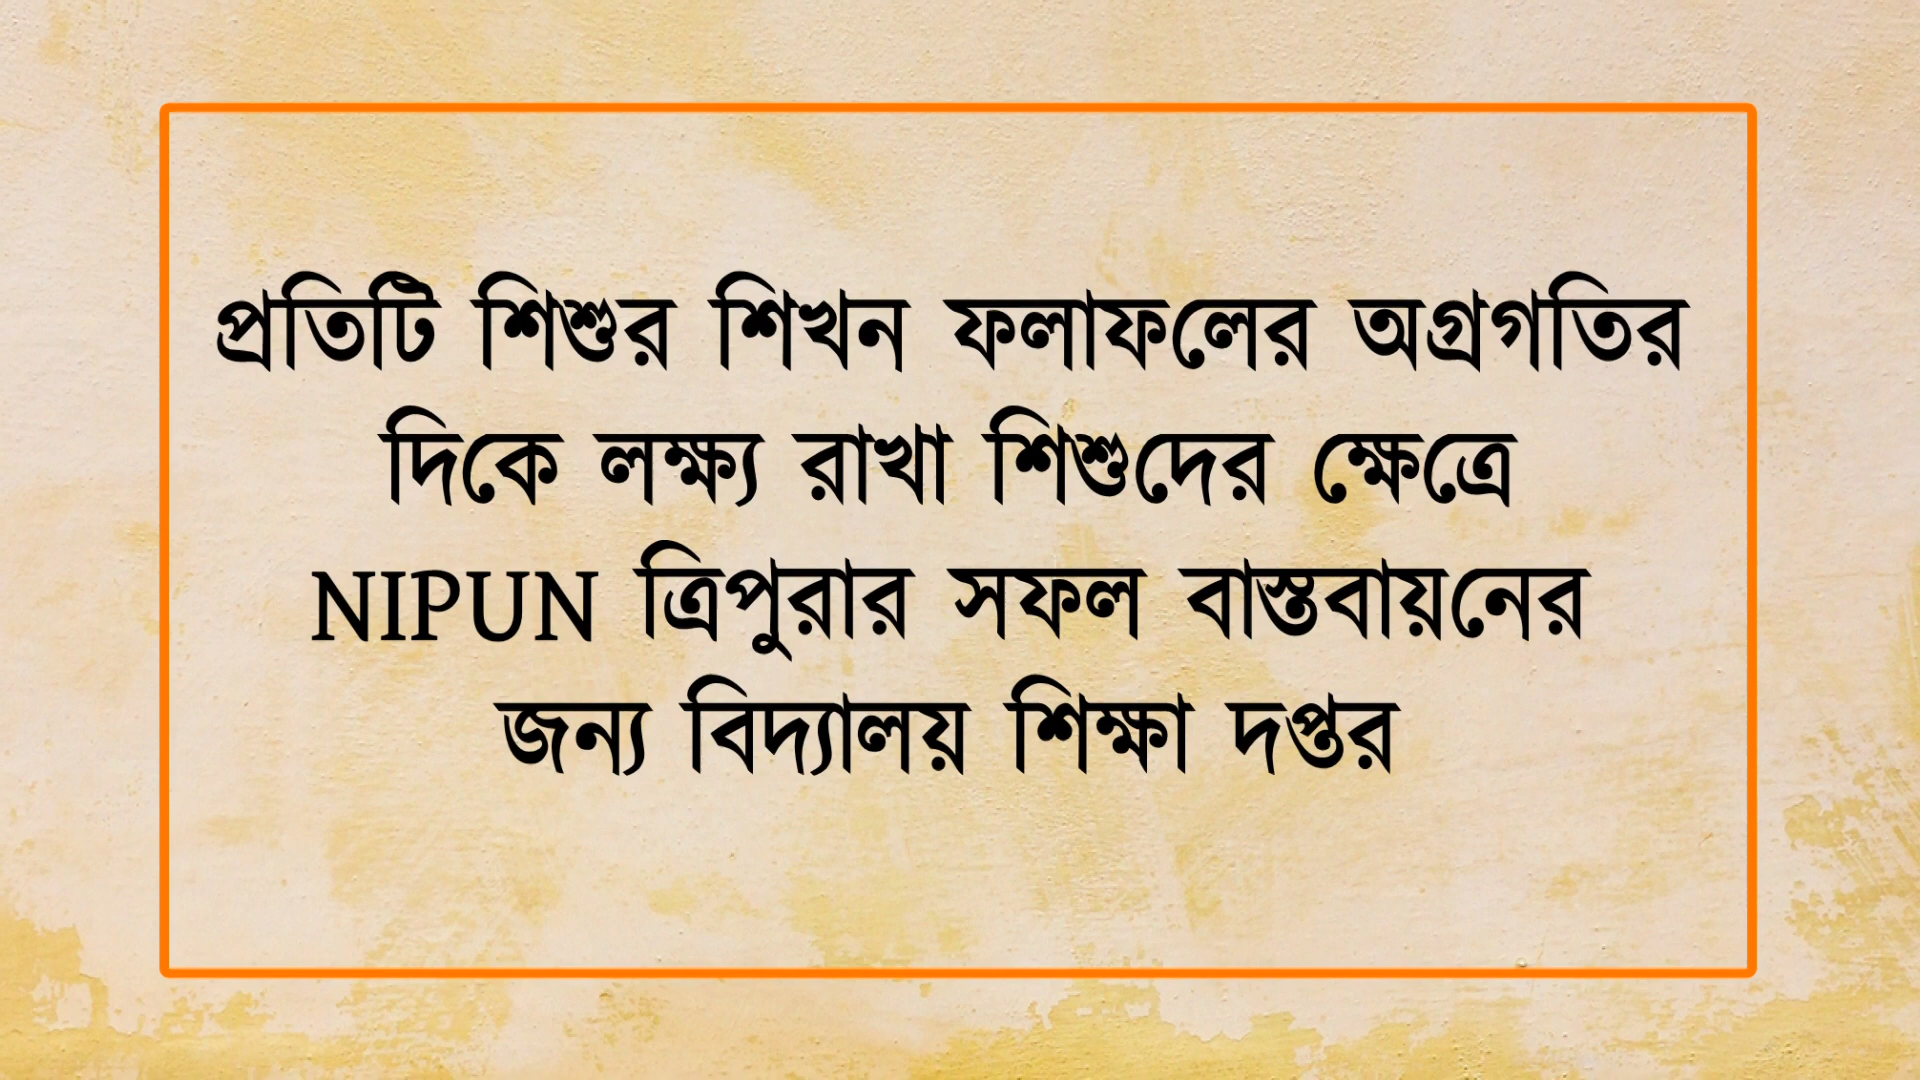 প্রতিটি শিশুর শিখন ফলাফলের অগ্রগতির
দিকে লক্ষ্য রাখা শিশুদের ক্ষেত্রে
NIPUN ত্রিপুরার সফল বাস্তবায়নের
জন্য বিদ্যালয় শিক্ষা দপ্তর